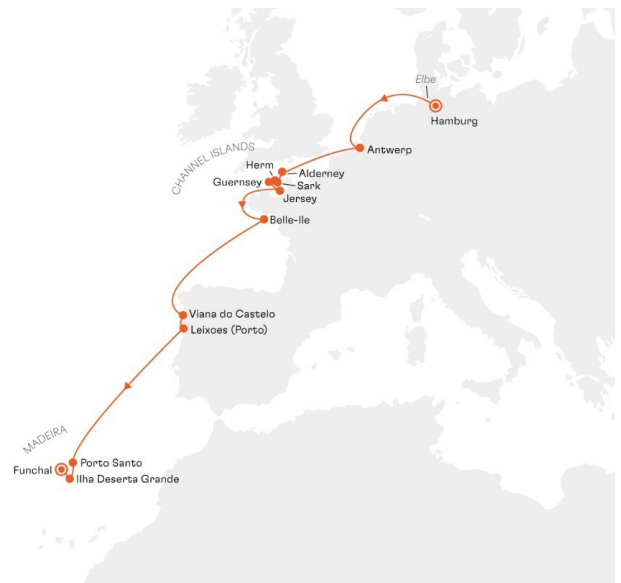 Elbe
Hamburg
Antwerp
CHANNEL ISLANDS
Herm
Alderney
Guernsey
Sark
Jersey
Belle-Ile
Viana do Castelo
Leixoes (Porto)
MADEIRA
Porto Santo
Funchal
Ilha Deserta Grande